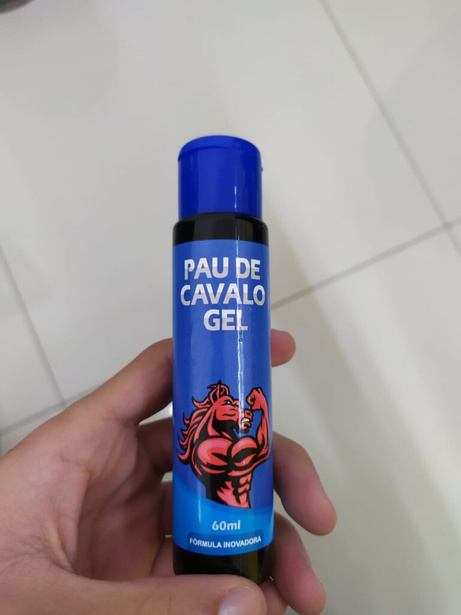 PAU DE
CAVALO
GEL
60ml
FÓRMULA INOVADORA